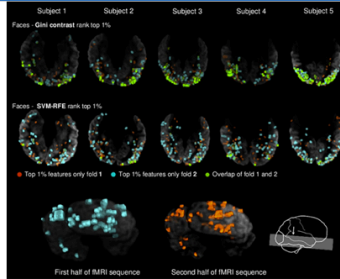 Subject 1 Subject 2 Subject 3 Subject 4 Subject 5
Faces - Gini contrast rank top 1%
Faces - SVM-RFE rank top 1%
Top 1% features only fold 1 Top 1% features only fold 2 Overlap of fold 1 and 2
First half of fMRI sequence Second half of fMRI sequence